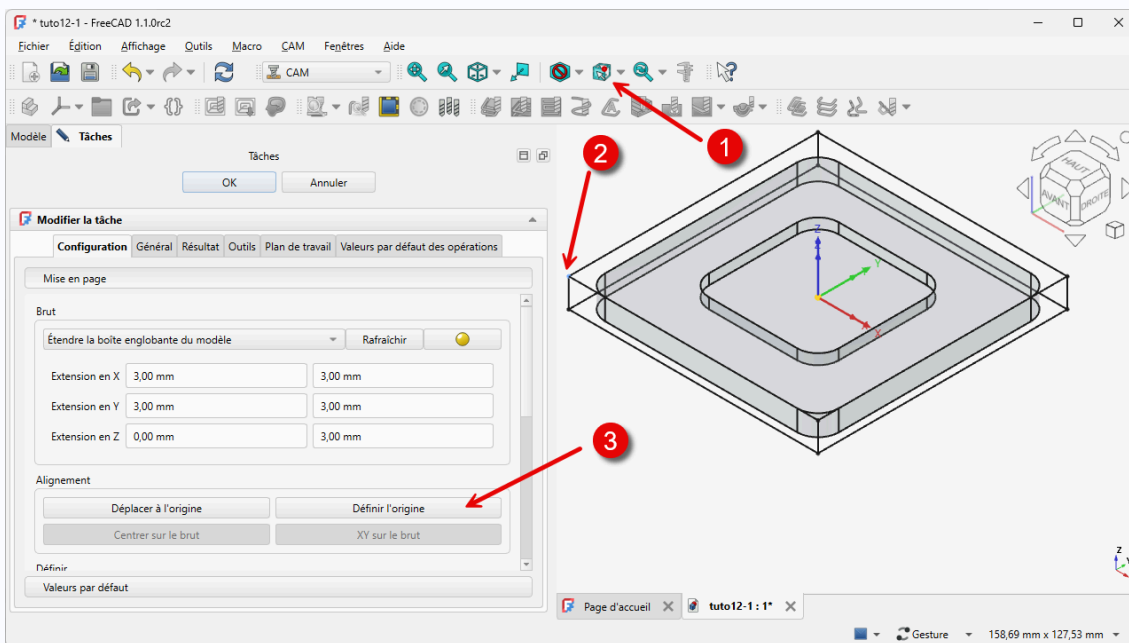 * tuto12-1 - FreeCAD 1.1.0rc2
Fichier Édition Affichage Outils Macro CAM Fenêtres Aide
CAM
1
Modèle Tâches
Tâches
OK Annuler
Modifier la tâche
Configuration Général Résultat Outils Plan de travail Valeurs par défaut des opérations
Mise en page
Brut
Étendre la boîte englobante du modèle Rafraîchir
Extension en X 3,00 mm 3,00 mm
Extension en Y 3,00 mm 3,00 mm
Extension en Z 0,00 mm 3,00 mm
Alignement
Déplacer à l'origine Définir l'origine
Centrer sur le brut XY sur le brut
Définir
Valeurs par défaut
2
3
HAUT
AVANT DROITE
Z
Y
X
Z
Page d'accueil tuto12-1 : 1*
Gesture 158,69 mm x 127,53 mm